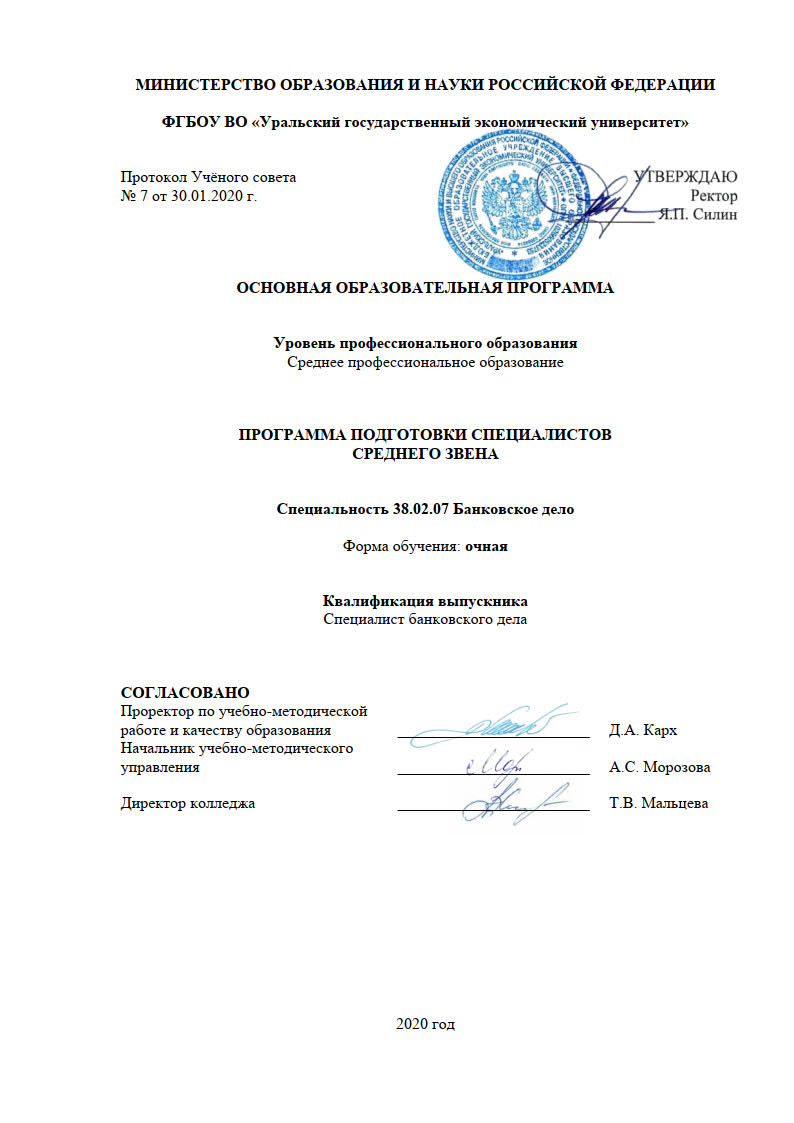 МИНИСТЕРСТВО ОБРАЗОВАНИЯ И НАУКИ РОССИЙСКОЙ ФЕДЕРАЦИИ
ФГБОУ ВО «Уральский государственный экономический университет»
Протокол Учёного совета
№ 7 от 30.01.2020 г.
УТВЕРЖДАЮ
Ректор
Я.П. Силин
ОСНОВНАЯ ОБРАЗОВАТЕЛЬНАЯ ПРОГРАММА
Уровень профессионального образования
Среднее профессиональное образование
ПРОГРАММА ПОДГОТОВКИ СПЕЦИАЛИСТОВ
СРЕДНЕГО ЗВЕНА
Специальность 38.02.07 Банковское дело
Форма обучения: очная
Квалификация выпускника
Специалист банковского дела
СОГЛАСОВАНО
Проректор по учебно-методической
работе и качеству образования Д.А. Карх
Начальник учебно-методического
управления А.С. Морозова
Директор колледжа Т.В. Мальцева
2020 год